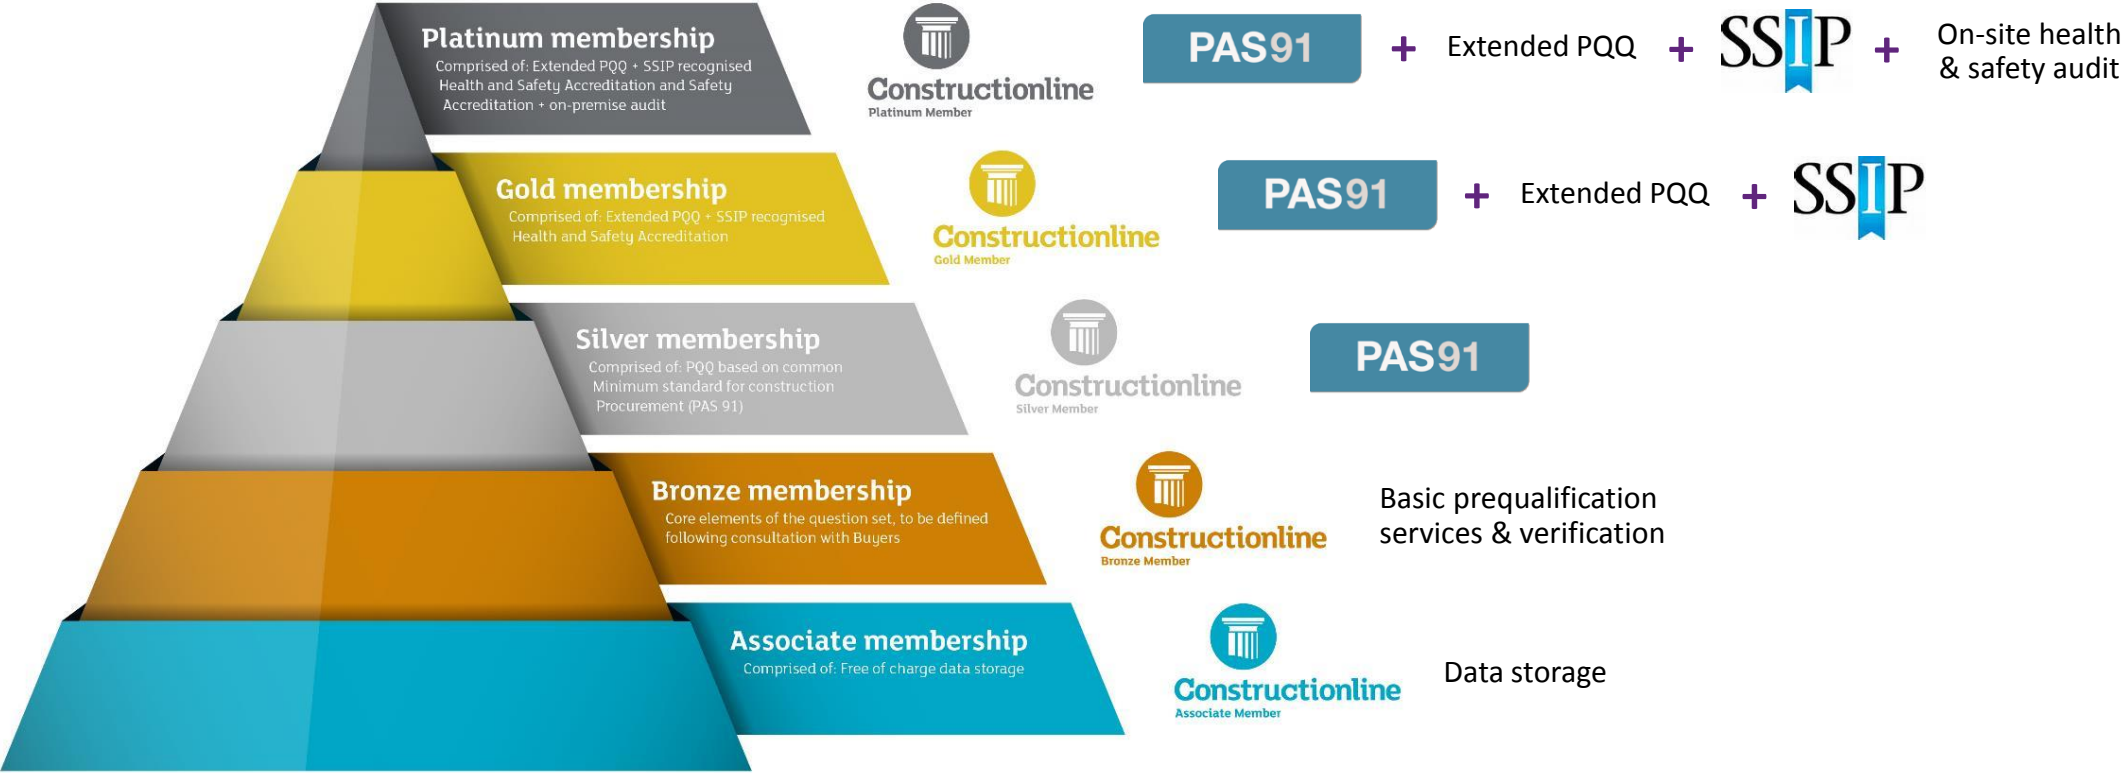 Platinum membership
Comprised of: Extended PQQ + SSIP recognised
Health and Safety Accreditation and Safety
Accreditation + on-premise audit
Constructionline
Platinum Member
PAS91 + Extended PQQ + SSIP + On-site health
& safety audit
Gold membership
Comprised of: Extended PQQ + SSIP recognised
Health and Safety Accreditation
Constructionline
Gold Member
PAS91 + Extended PQQ + SSIP
Silver membership
Comprised of: PQQ based on common
Minimum standard for construction
Procurement (PAS 91)
Constructionline
Silver Member
PAS91
Bronze membership
Core elements of the question set, to be defined
following consultation with Buyers
Constructionline
Bronze Member
Basic prequalification
services & verification
Associate membership
Comprised of: Free of charge data storage
Constructionline
Associate Member
Data storage